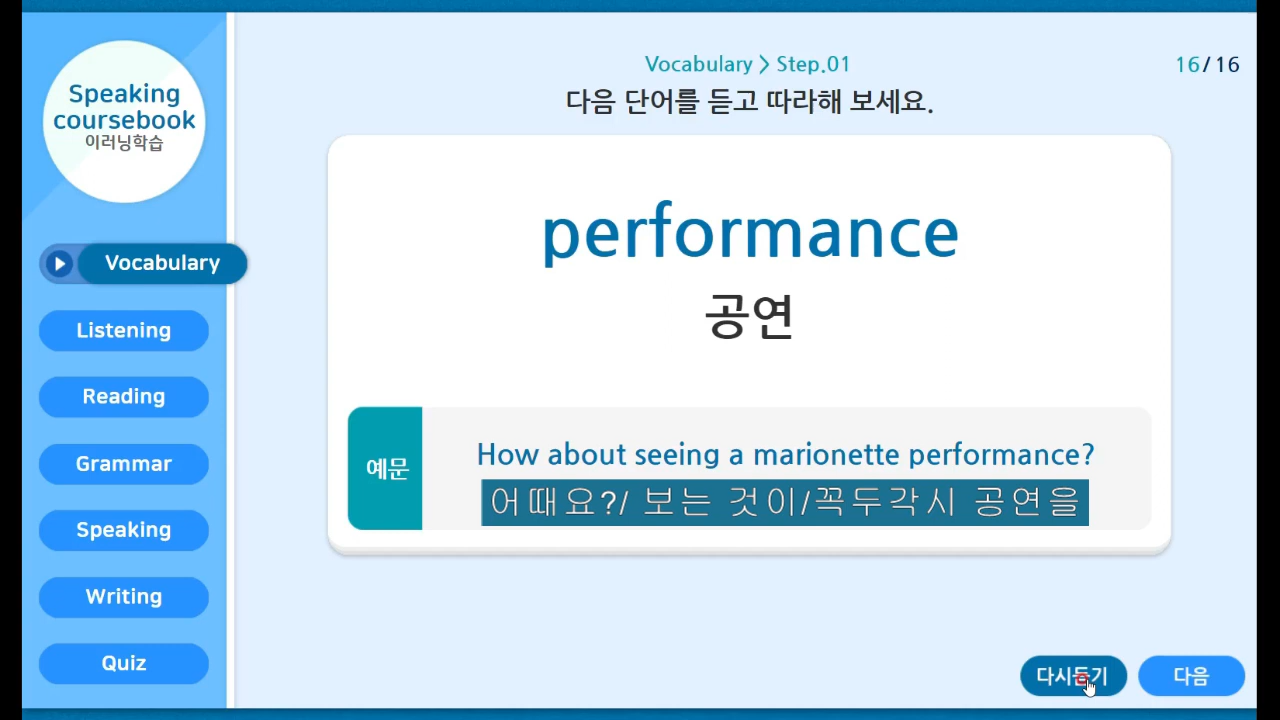 Speaking
coursebook
이러닝학습
Vocabulary
Listening
Reading
Grammar
Speaking
Writing
Quiz
Vocabulary > Step.01
16/16
다음 단어를 듣고 따라해 보세요.
performance
공연
예문
How about seeing a marionette performance?
어때요?/ 보는 것이/꼭두각시 공연을
다시듣기
다음